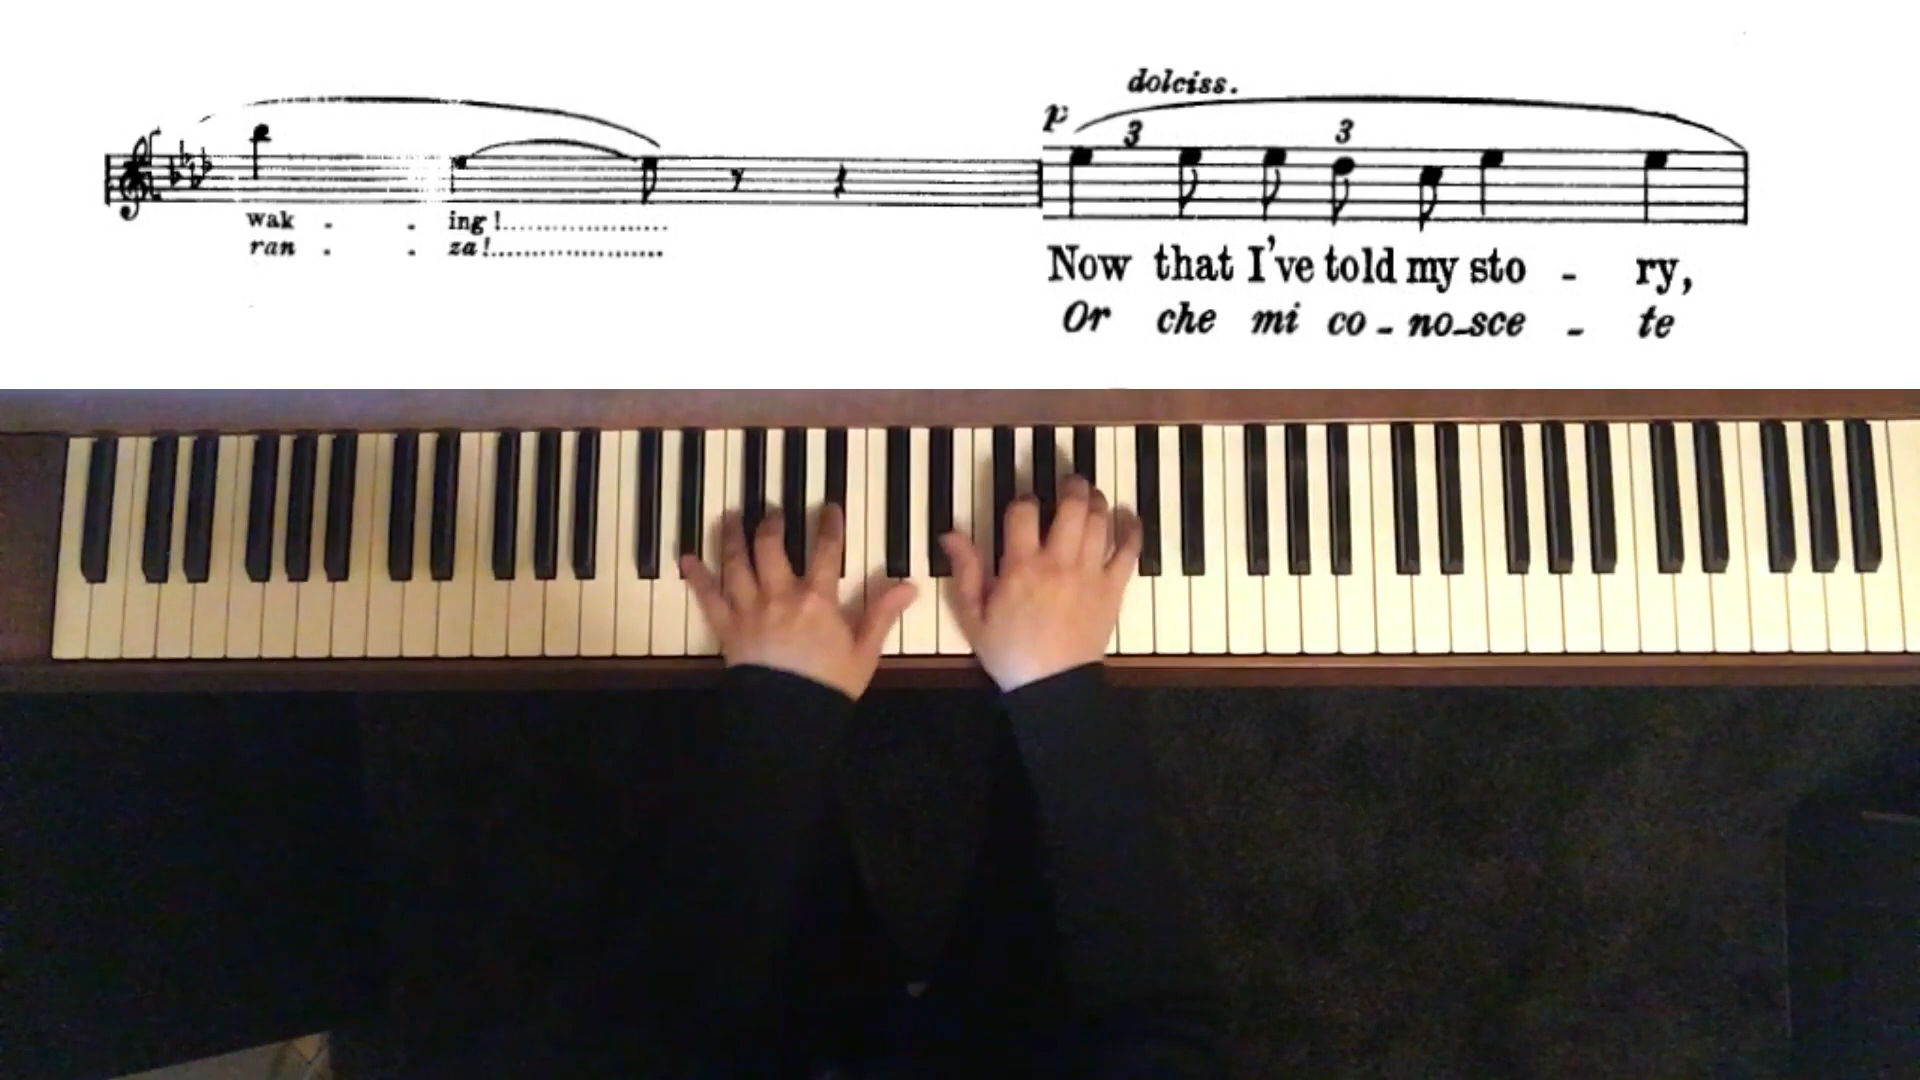 dolciss.
p
3 3
wak - - ing!....................
ran - - za!....................
Now that I've told my sto - ry,
Or che mi co - no - sce - te